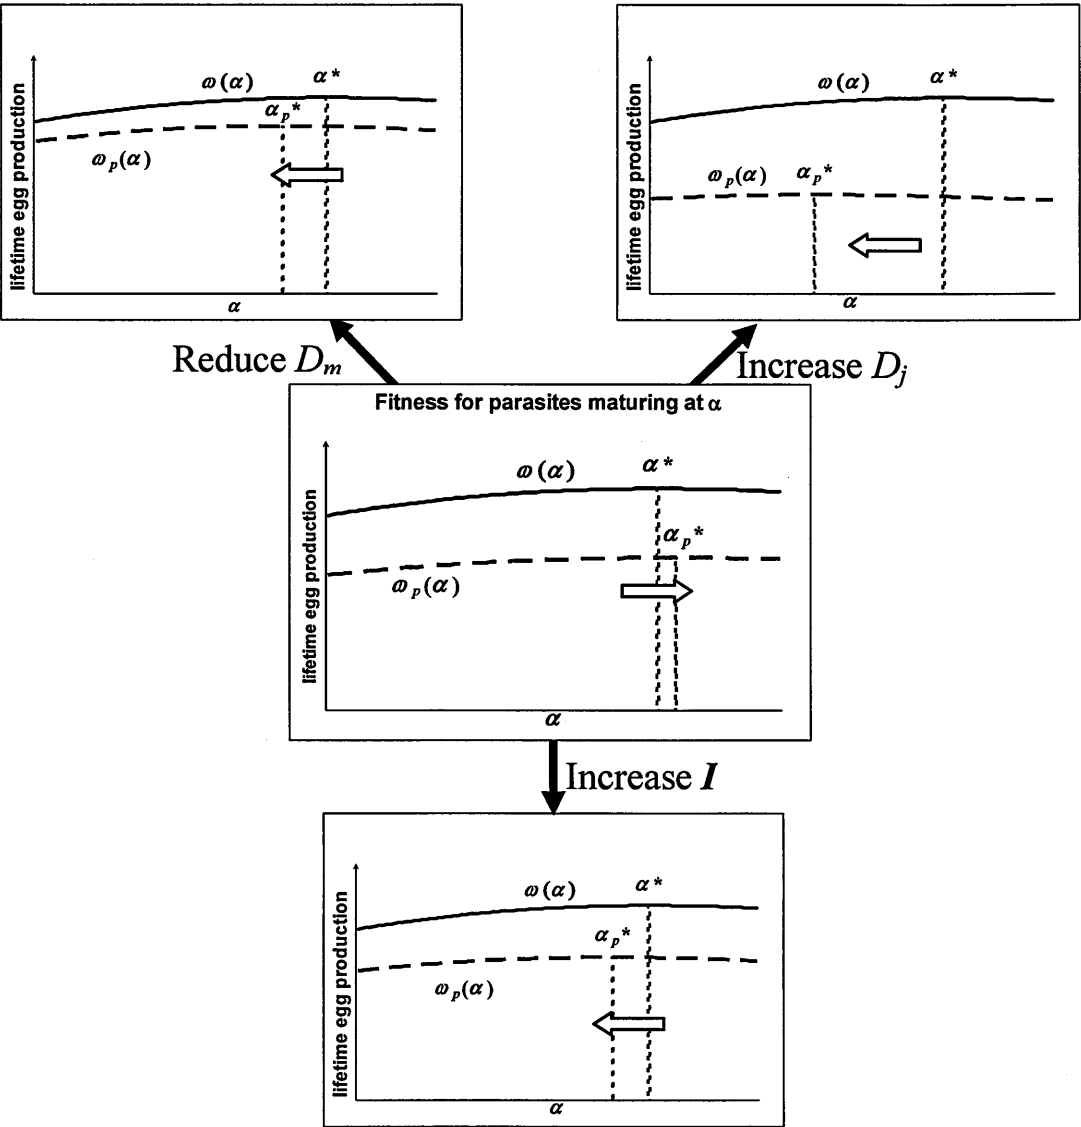 lifetime egg production
ω(α)
α*
αₚ*
ωₚ(α)
α
lifetime egg production
ω(α)
α*
ωₚ(α)
αₚ*
α
Reduce Dₘ
Increase Dⱼ
Fitness for parasites maturing at α
lifetime egg production
ω(α)
α*
αₚ*
ωₚ(α)
α
Increase I
lifetime egg production
ω(α)
α*
αₚ*
ωₚ(α)
α